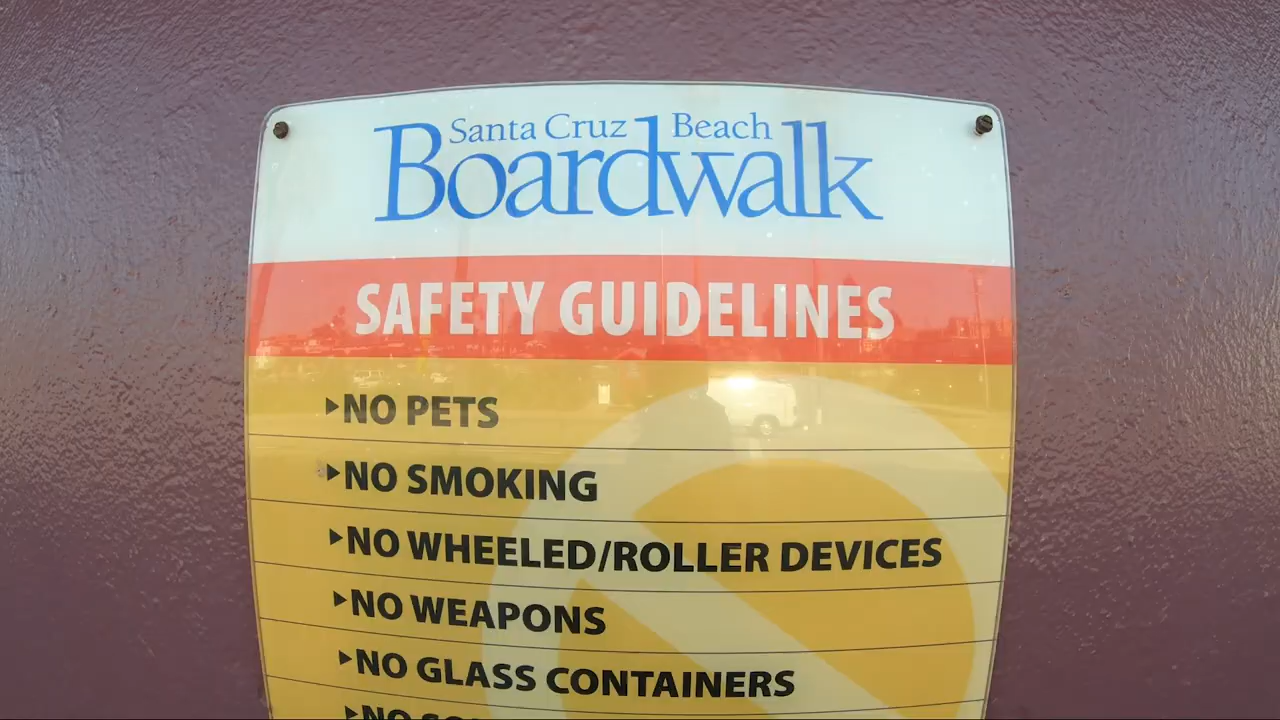 Santa Cruz Beach
Boardwalk
SAFETY GUIDELINES
NO PETS
NO SMOKING
NO WHEELED/ROLLER DEVICES
NO WEAPONS
NO GLASS CONTAINERS
NO